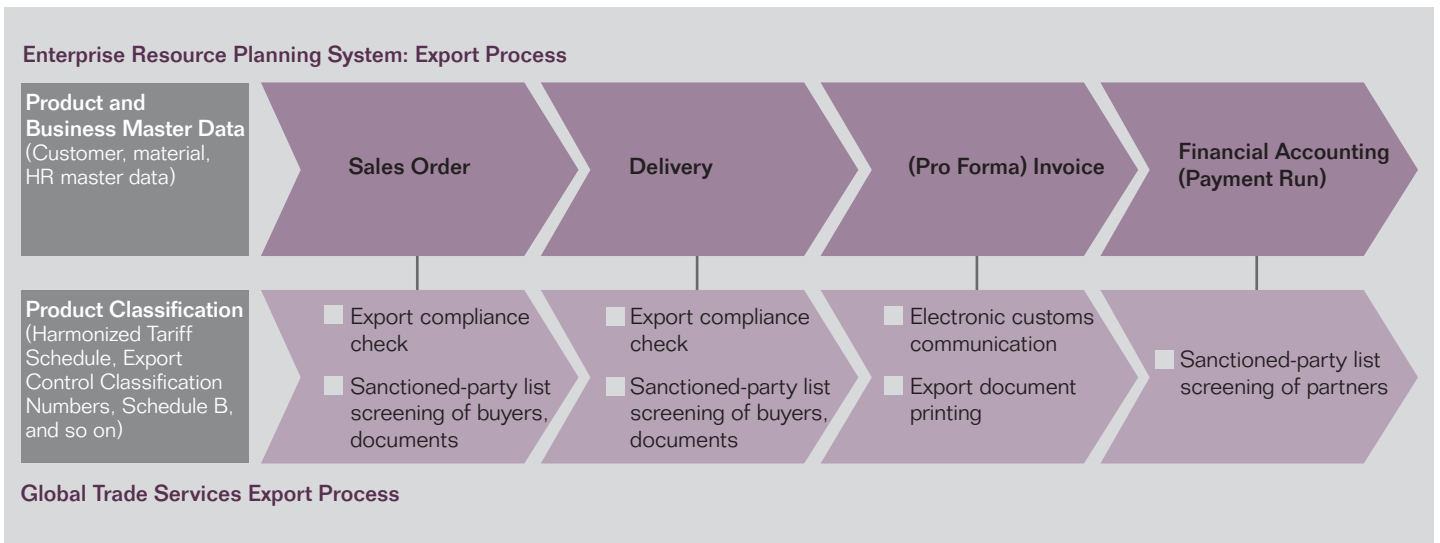 Enterprise Resource Planning System: Export Process
Product and
Business Master Data
(Customer, material,
HR master data)
Sales Order
Delivery
(Pro Forma) Invoice
Financial Accounting
(Payment Run)
Product Classification
(Harmonized Tariff
Schedule, Export
Control Classification
Numbers, Schedule B,
and so on)
Export compliance
check
Sanctioned-party list
screening of buyers,
documents
Export compliance
check
Sanctioned-party list
screening of buyers,
documents
Electronic customs
communication
Export document
printing
Sanctioned-party list
screening of partners
Global Trade Services Export Process